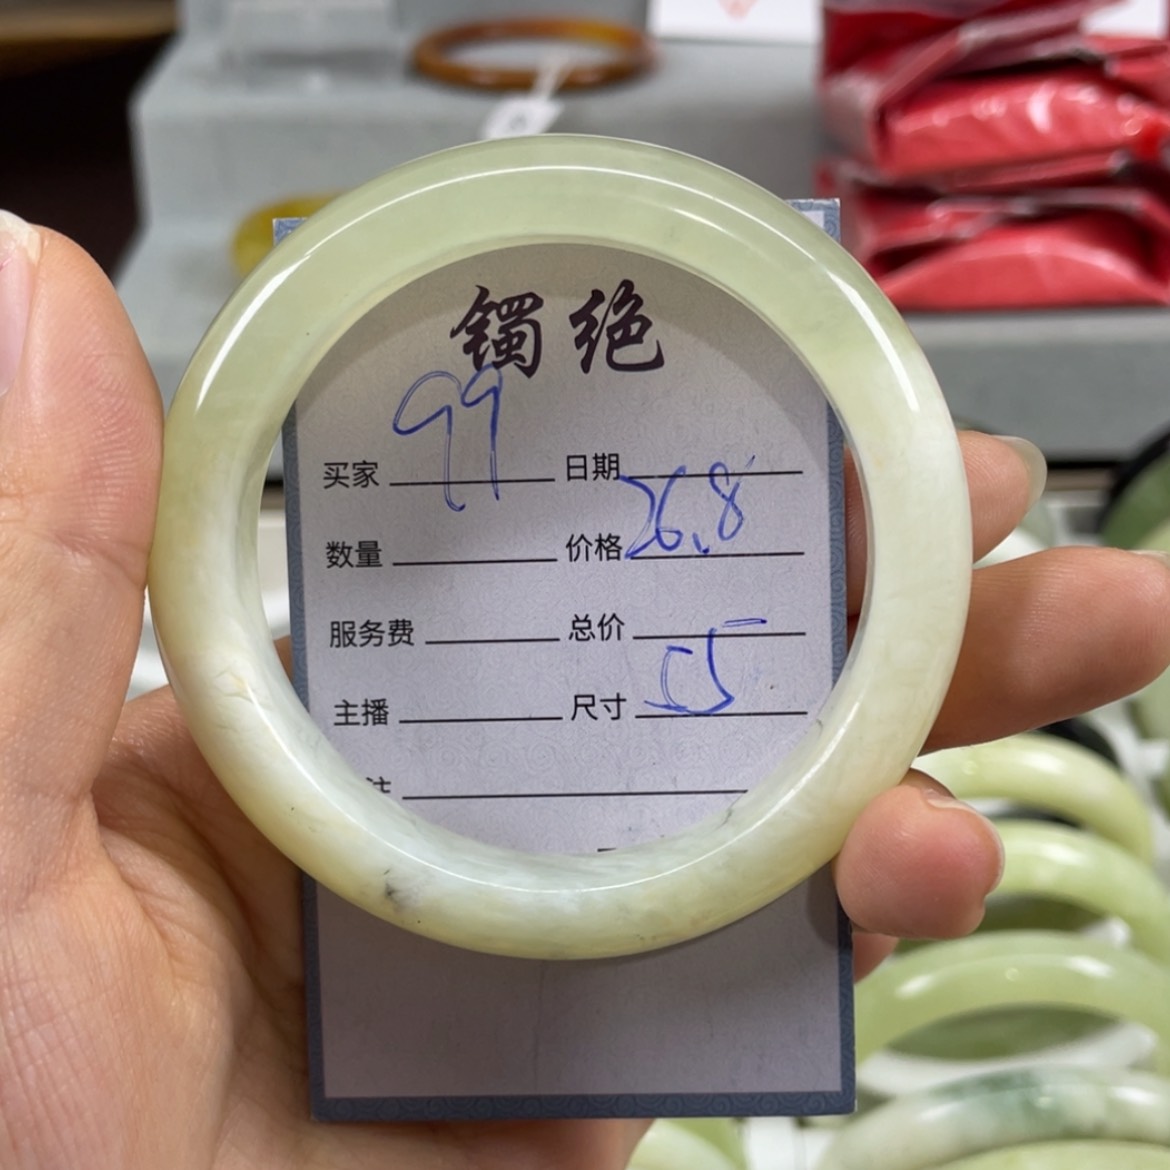 镯绝
买家 99 日期
数量 价格 26.8
服务费 总价
主播 尺寸 55
注